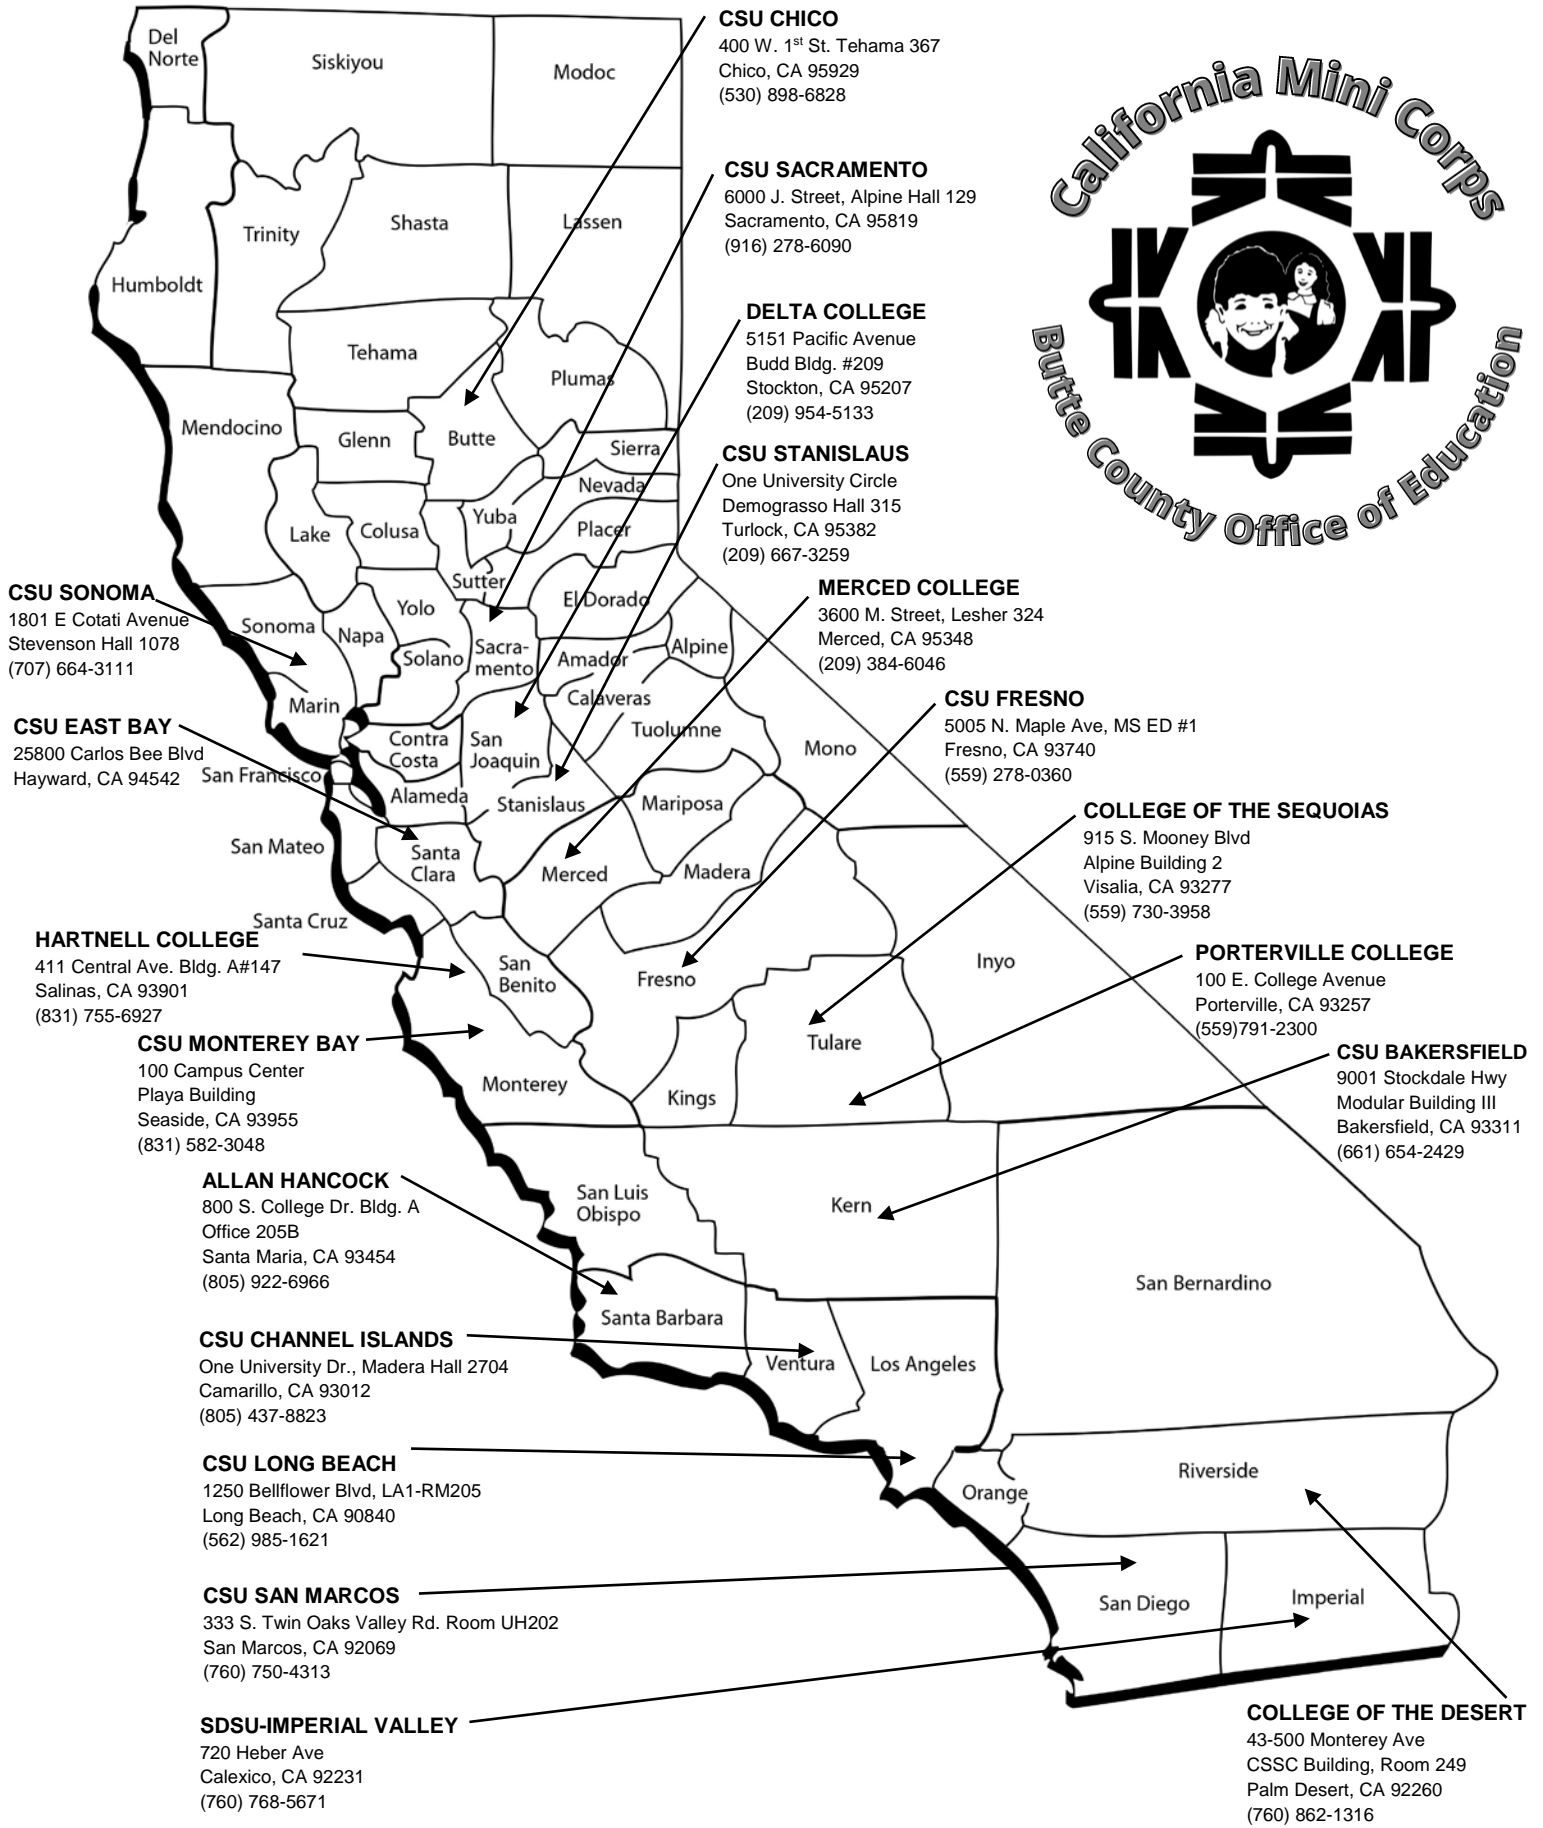 California Mini Corps
Butte County Office of Education
CSU CHICO
400 W. 1st St. Tehama 367
Chico, CA 95929
(530) 898-6828
CSU SACRAMENTO
6000 J. Street, Alpine Hall 129
Sacramento, CA 95819
(916) 278-6090
DELTA COLLEGE
5151 Pacific Avenue
Budd Bldg. #209
Stockton, CA 95207
(209) 954-5133
CSU STANISLAUS
One University Circle
Demograsso Hall 315
Turlock, CA 95382
(209) 667-3259
MERCED COLLEGE
3600 M. Street, Lesher 324
Merced, CA 95348
(209) 384-6046
CSU FRESNO
5005 N. Maple Ave, MS ED #1
Fresno, CA 93740
(559) 278-0360
COLLEGE OF THE SEQUOIAS
915 S. Mooney Blvd
Alpine Building 2
Visalia, CA 93277
(559) 730-3958
PORTERVILLE COLLEGE
100 E. College Avenue
Porterville, CA 93257
(559)791-2300
CSU BAKERSFIELD
9001 Stockdale Hwy
Modular Building III
Bakersfield, CA 93311
(661) 654-2429
CSU SONOMA
1801 E Cotati Avenue
Stevenson Hall 1078
(707) 664-3111
CSU EAST BAY
25800 Carlos Bee Blvd
Hayward, CA 94542
HARTNELL COLLEGE
411 Central Ave. Bldg. A#147
Salinas, CA 93901
(831) 755-6927
CSU MONTEREY BAY
100 Campus Center
Playa Building
Seaside, CA 93955
(831) 582-3048
ALLAN HANCOCK
800 S. College Dr. Bldg. A
Office 205B
Santa Maria, CA 93454
(805) 922-6966
CSU CHANNEL ISLANDS
One University Dr., Madera Hall 2704
Camarillo, CA 93012
(805) 437-8823
CSU LONG BEACH
1250 Bellflower Blvd, LA1-RM205
Long Beach, CA 90840
(562) 985-1621
CSU SAN MARCOS
333 S. Twin Oaks Valley Rd. Room UH202
San Marcos, CA 92069
(760) 750-4313
SDSU-IMPERIAL VALLEY
720 Heber Ave
Calexico, CA 92231
(760) 768-5671
COLLEGE OF THE DESERT
43-500 Monterey Ave
CSSC Building, Room 249
Palm Desert, CA 92260
(760) 862-1316
Del
Norte
Siskiyou
Modoc
Humboldt
Trinity
Shasta
Lassen
Tehama
Plumas
Mendocino
Glenn
Butte
Sierra
Nevada
Lake
Colusa
Yuba
Placer
Sutter
El Dorado
Sonoma
Napa
Yolo
Solano
Sacra-
mento
Amador
Alpine
Calaveras
Marin
Contra
Costa
San
Joaquin
Tuolumne
Mono
San Francisco
Alameda
Stanislaus
Mariposa
San Mateo
Santa
Clara
Merced
Madera
Santa Cruz
San
Benito
Fresno
Inyo
Monterey
Kings
Tulare
San Luis
Obispo
Kern
San Bernardino
Santa Barbara
Ventura
Los Angeles
Orange
Riverside
San Diego
Imperial